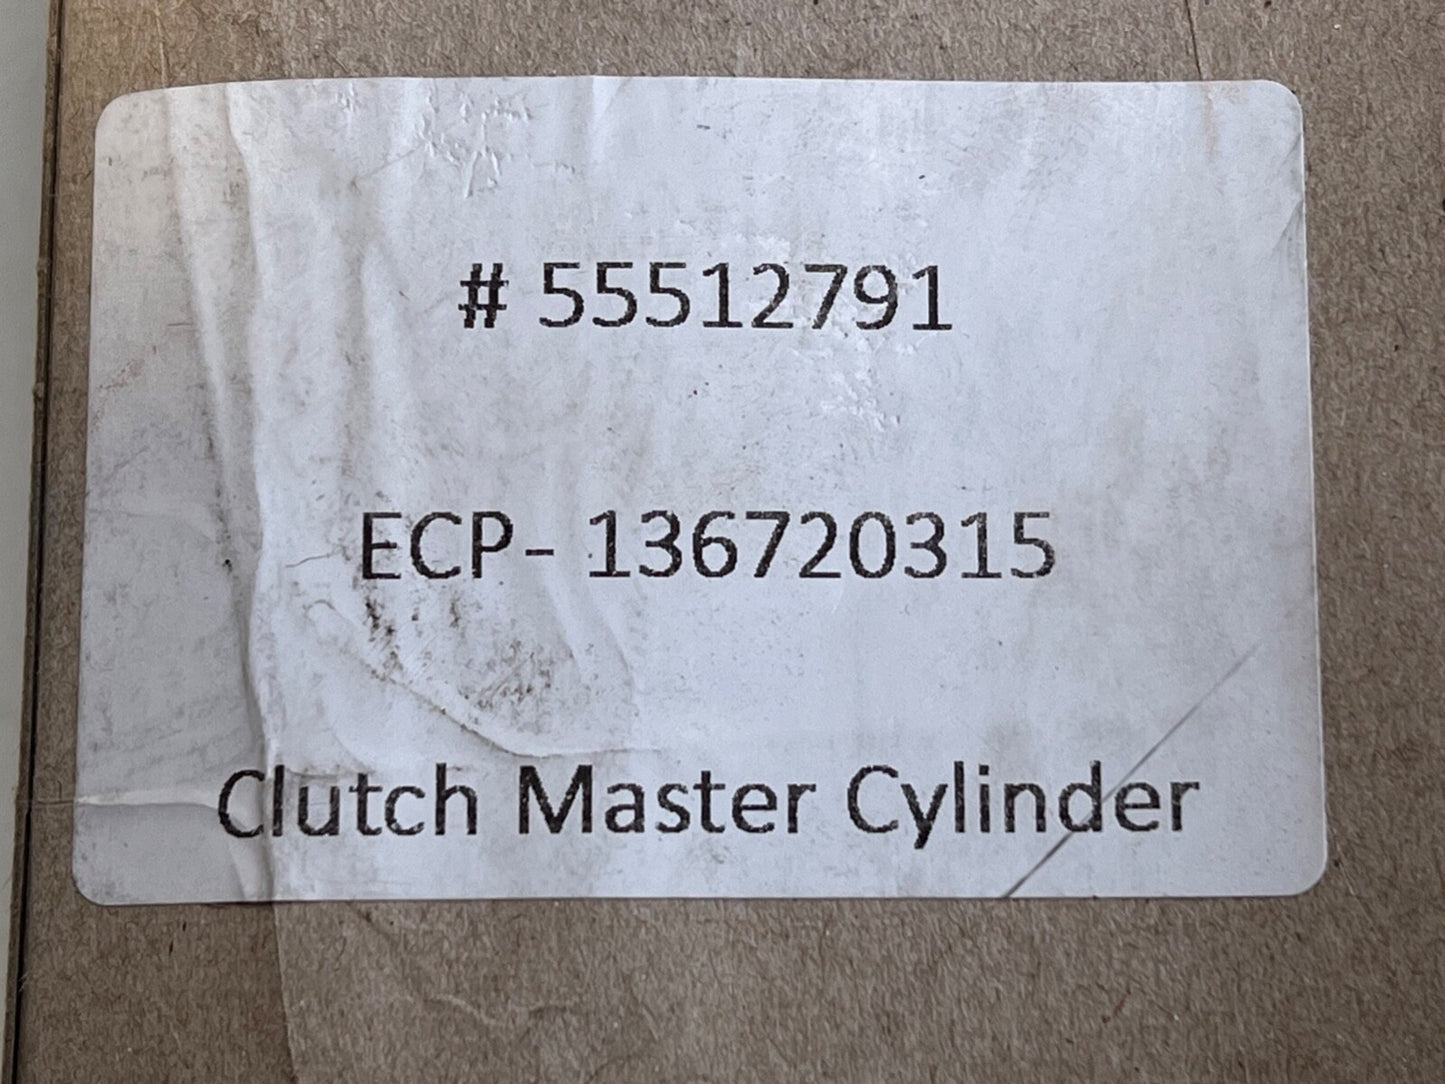 # 55512791
ECP- 136720315
Clutch Master Cylinder